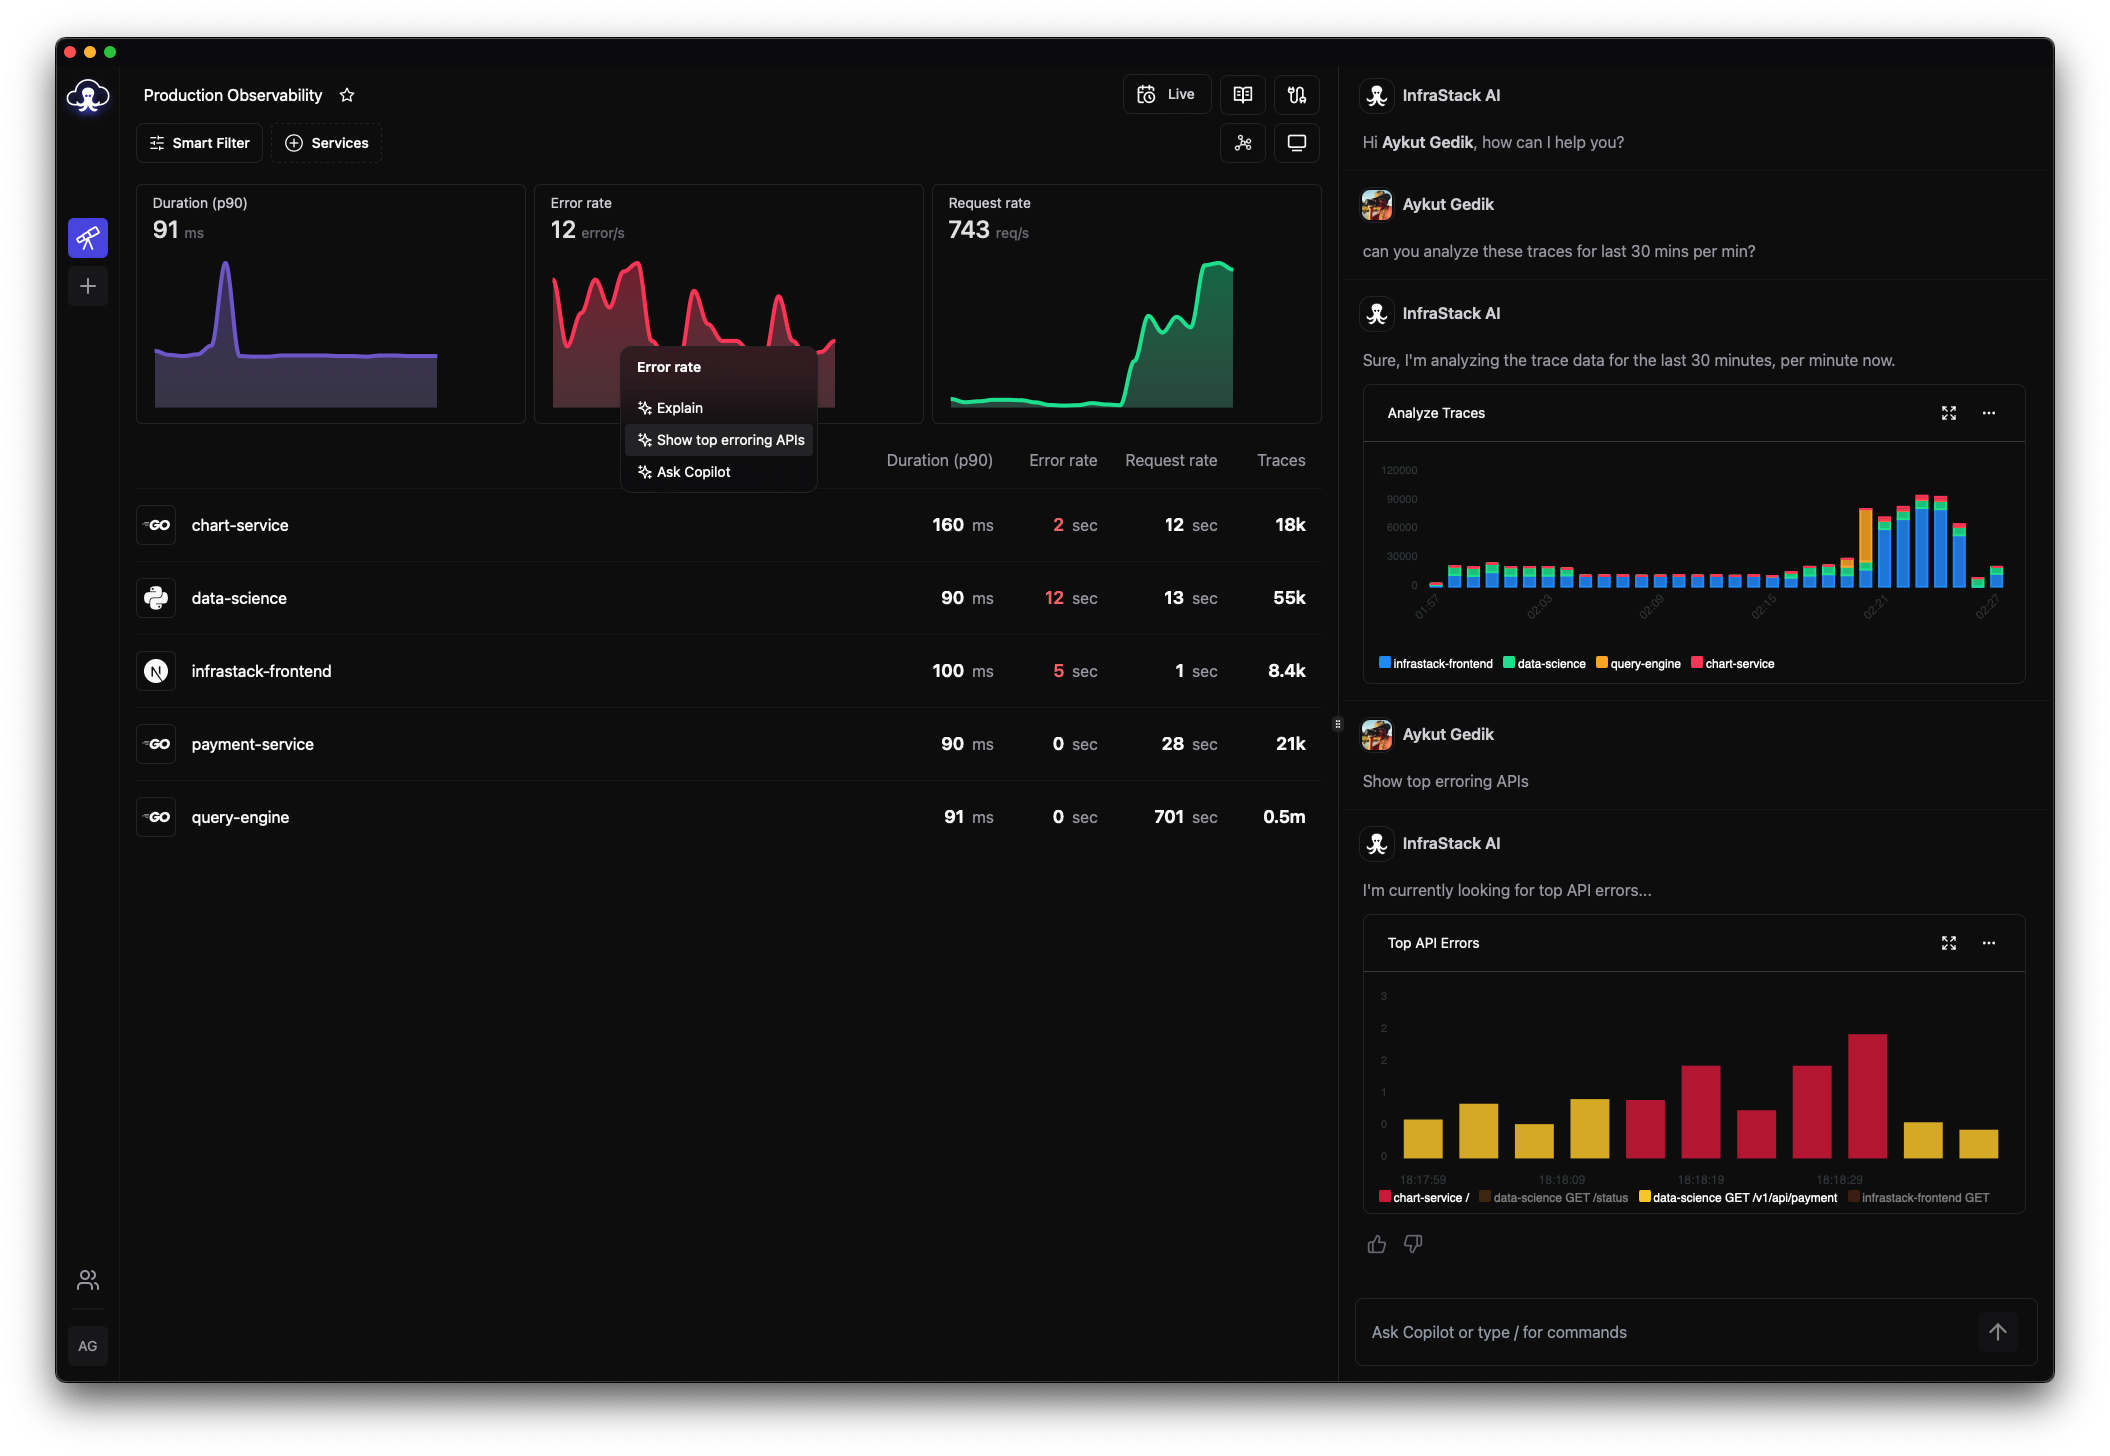 Production Observability
Live
Smart Filter
Services
Duration (p90)
91 ms
Error rate
12 error/s
Request rate
743 req/s
Error rate
Explain
Show top erroring APIs
Ask Copilot
Duration (p90) Error rate Request rate Traces
GO chart-service 160 ms 2 sec 12 sec 18k
data-science 90 ms 12 sec 13 sec 55k
N infrastack-frontend 100 ms 5 sec 1 sec 8.4k
GO payment-service 90 ms 0 sec 28 sec 21k
GO query-engine 91 ms 0 sec 701 sec 0.5m
AG
InfraStack AI
Hi Aykut Gedik, how can I help you?
Aykut Gedik
can you analyze these traces for last 30 mins per min?
InfraStack AI
Sure, I'm analyzing the trace data for the last 30 minutes, per minute now.
Analyze Traces
120000
90000
60000
30000
0
01:57 02:03 02:09 02:15 02:21 02:27
infrastack-frontend data-science query-engine chart-service
Aykut Gedik
Show top erroring APIs
InfraStack AI
I'm currently looking for top API errors...
Top API Errors
3
2
2
1
0
0
18:17:59 18:18:09 18:18:19 18:18:29
chart-service / data-science GET /status data-science GET /v1/api/payment infrastack-frontend GET
Ask Copilot or type / for commands